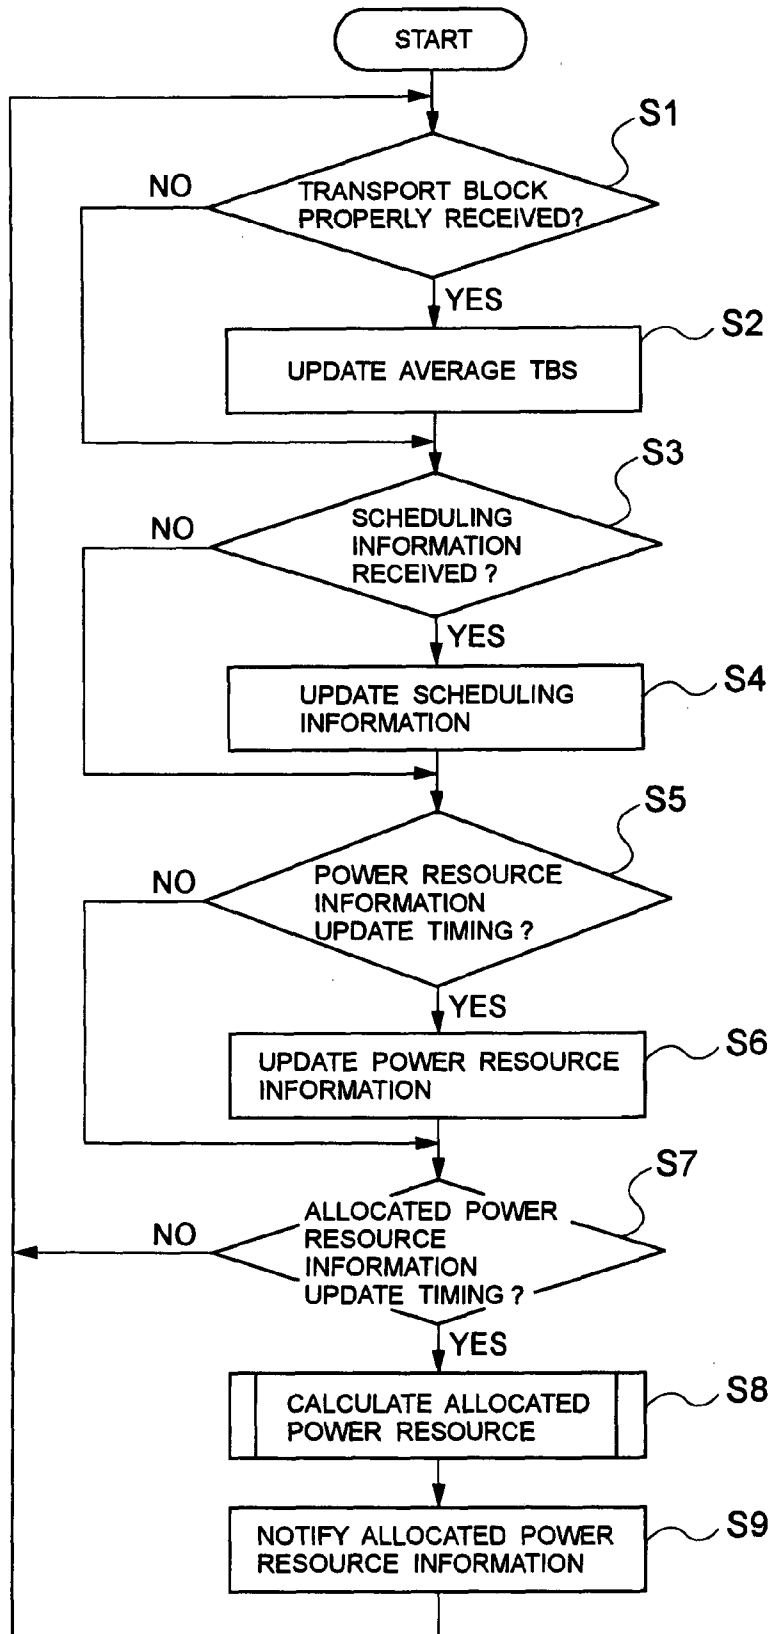 START
S1
NO
TRANSPORT BLOCK
PROPERLY RECEIVED?
YES
S2
UPDATE AVERAGE TBS
S3
NO
SCHEDULING
INFORMATION
RECEIVED ?
YES
S4
UPDATE SCHEDULING
INFORMATION
S5
NO
POWER RESOURCE
INFORMATION
UPDATE TIMING ?
YES
S6
UPDATE POWER RESOURCE
INFORMATION
S7
NO
ALLOCATED POWER
RESOURCE
INFORMATION
UPDATE TIMING ?
YES
S8
CALCULATE ALLOCATED
POWER RESOURCE
S9
NOTIFY ALLOCATED POWER
RESOURCE INFORMATION